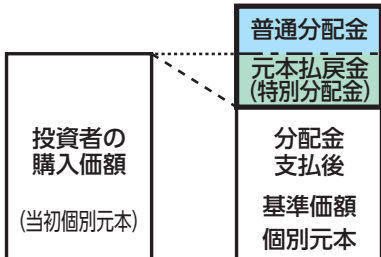 普通分配金
元本払戻金
(特別分配金)
投資者の
購入価額
(当初個別元本)
分配金
支払後
基準価額
個別元本